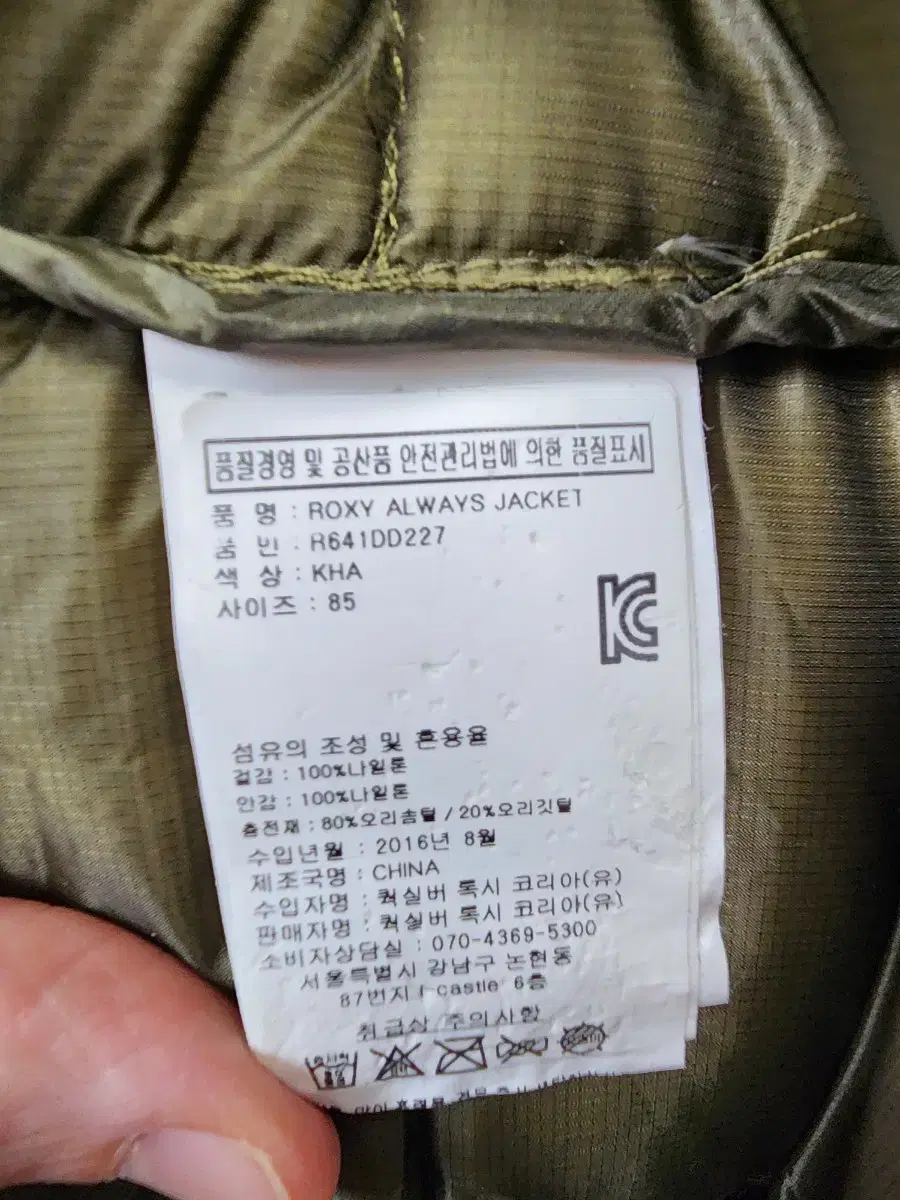 품질경영 및 공산품 안전관리법에 의한 품질표시
품 명 : ROXY ALWAYS JACKET
품 번 : R641DD227
색 상 : KHA
사이즈 : 85
KC
섬유의 조성 및 혼용율
겉감 : 100%나일론
안감 : 100%나일론
충전재 : 80%오리솜털 / 20%오리깃털
수입년월 : 2016년 8월
제조국명 : CHINA
수입자명 : 퀵실버 록시 코리아(유)
판매자명 : 퀵실버 록시 코리아(유)
소비자상담실 : 070-4369-5300
서울특별시 강남구 논현동
87번지 I castle 6층
취급상 주의사항